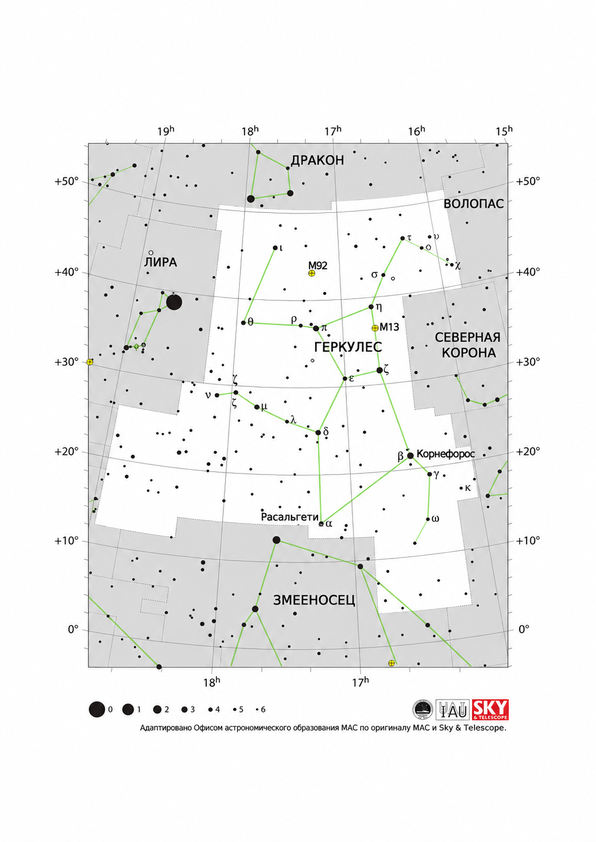 19h 18h 17h 16h 15h
ДРАКОН
+50° +50°
ВОЛОПАС
τ υ
ο
ι
χ
ЛИРА
M92
σ
+40° +40°
η
θ ρ π M13
ГЕРКУЛЕС
СЕВЕРНАЯ
КОРОНА
+30° +30°
ε ζ
ξ
ν
ζ μ
λ
δ
+20° +20°
β Корнефорос
γ
κ
Расальгети α
ω
+10° +10°
ЗМЕЕНОСЕЦ
0° 0°
18h 17h
0 1 2 3 4 5 6
IAU
SKY
& TELESCOPE
Адаптировано Офисом астрономического образования МАС по оригиналу МАС и Sky & Telescope.